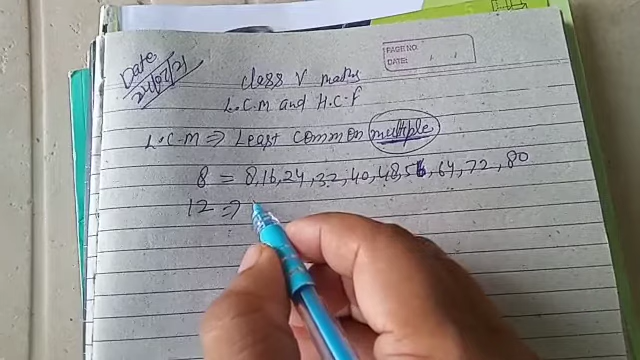 Date
24/07/21
PAGE NO.
DATE:
class V maths
L.C.M and H.C.F
L.C.M ⇒ Least common multiple
8 = 8,16,24,32,40,48,56,64,72,80
12 ⇒